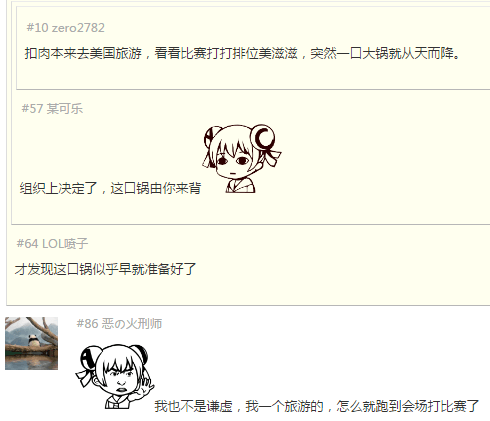 #10 zero2782
扣肉本来去美国旅游，看看比赛打打排位美滋滋，突然一口大锅就从天而降。
#57 某可乐
组织上决定了，这口锅由你来背
#64 LOL喷子
才发现这口锅似乎早就准备好了
#86 恶の火刑师
我也不是谦虚，我一个旅游的，怎么就跑到会场打比赛了